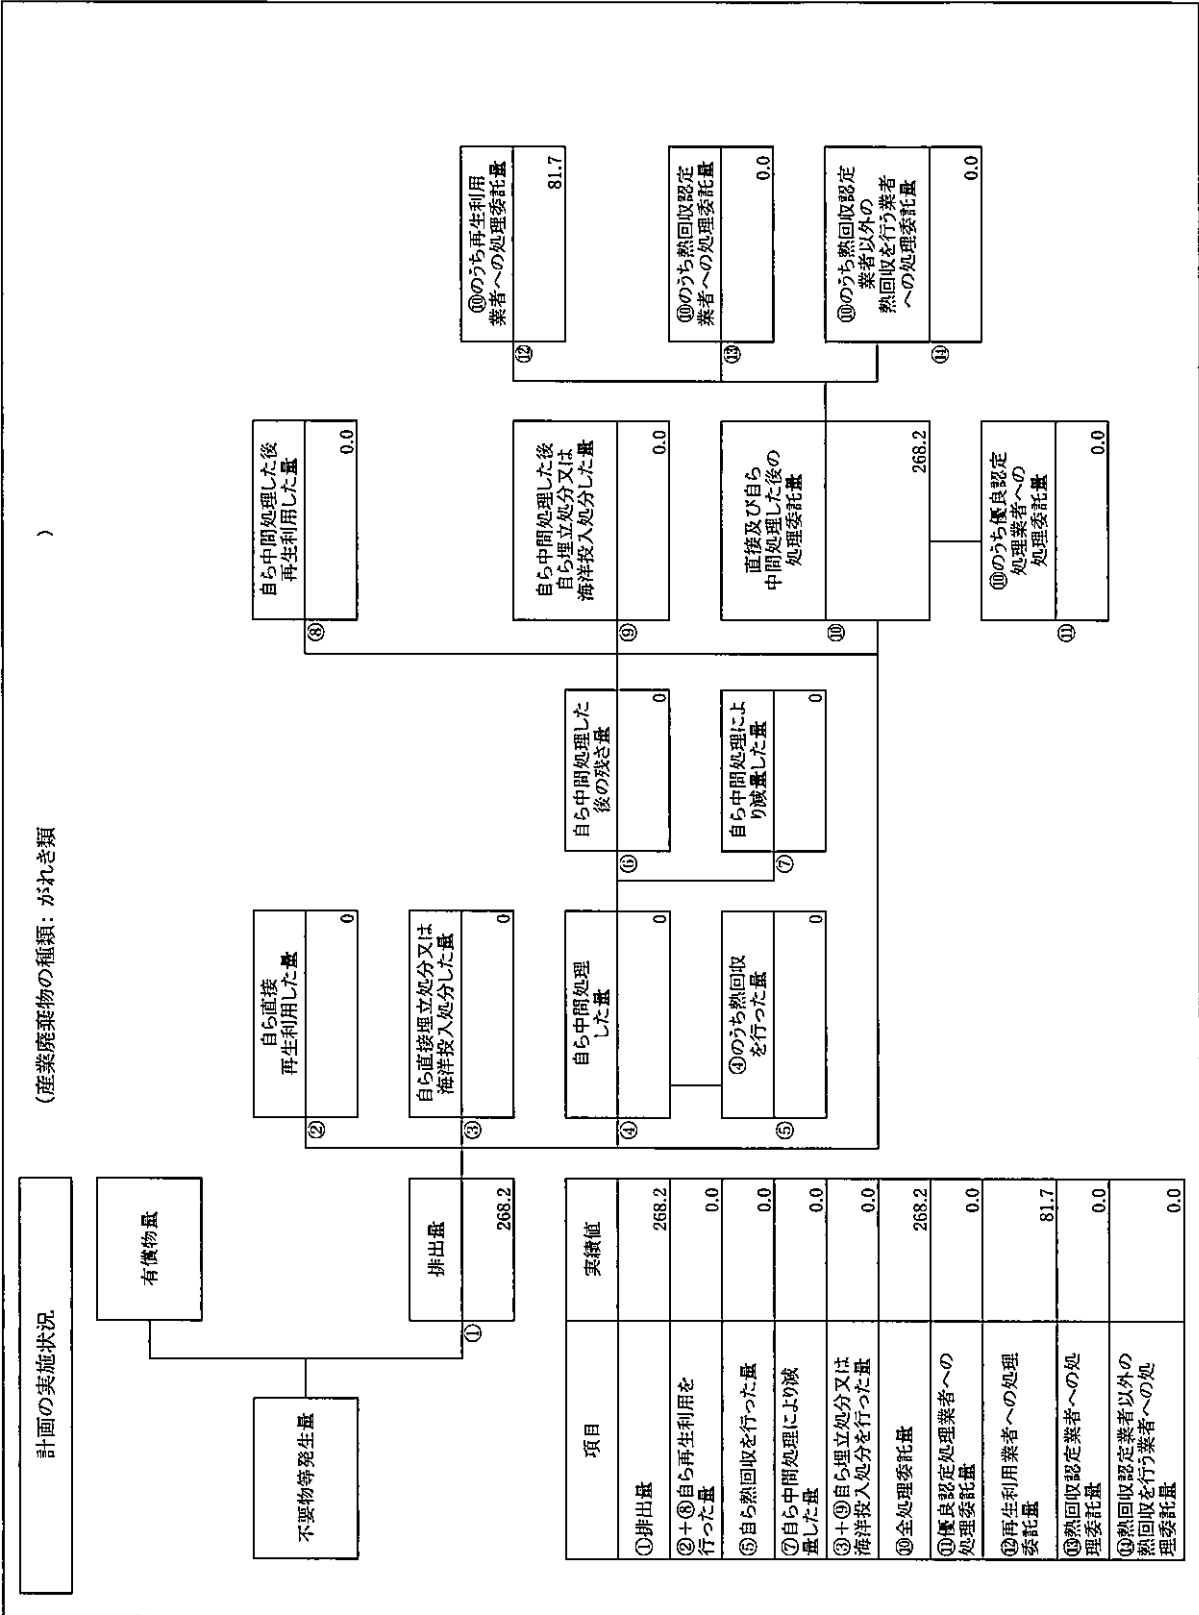 計画の実施状況
(産業廃棄物の種類: がれき類 )
不要物等発生量
有償物量
①
排出量
268.2
②
自ら直接
再生利用した量
0
③
自ら直接埋立処分又は
海洋投入処分した量
0
④
自ら中間処理
した量
0
⑤
④のうち熱回収
を行った量
0
⑥
自ら中間処理した
後の残さ量
0
⑦
自ら中間処理によ
り減量した量
0
⑧
自ら中間処理した後
再生利用した量
0.0
⑨
自ら中間処理した後
自ら埋立処分又は
海洋投入処分した量
0.0
⑩
直接及び自ら
中間処理した後の
処理委託量
268.2
⑪
⑩のうち優良認定
処理業者への
処理委託量
0.0
⑫
⑩のうち再生利用
業者への処理委託量
81.7
⑬
⑩のうち熱回収認定
業者への処理委託量
0.0
⑭
⑩のうち熱回収認定
業者以外の
熱回収を行う業者
への処理委託量
0.0
項目 実績値
①排出量 268.2
②+⑧自ら再生利用を
行った量 0.0
⑤自ら熱回収を行った量 0.0
⑦自ら中間処理により減
量した量 0.0
③+⑨自ら埋立処分又は
海洋投入処分を行った量 0.0
⑩全処理委託量 268.2
⑪優良認定処理業者への
処理委託量 0.0
⑫再生利用業者への処理
委託量 81.7
⑬熱回収認定業者への処
理委託量 0.0
⑭熱回収認定業者以外の
熱回収を行う業者への処
理委託量 0.0